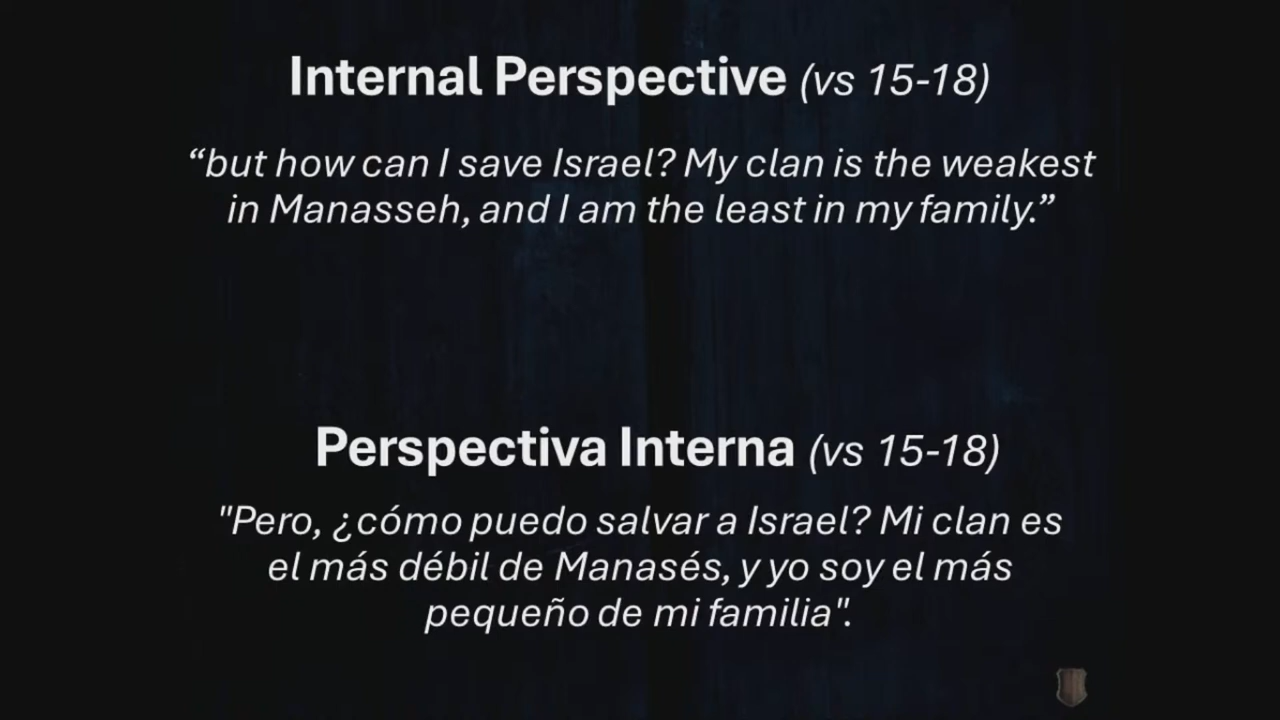 Internal Perspective (vs 15-18)
“but how can I save Israel? My clan is the weakest
in Manasseh, and I am the least in my family.”
Perspectiva Interna (vs 15-18)
"Pero, ¿cómo puedo salvar a Israel? Mi clan es
el más débil de Manasés, y yo soy el más
pequeño de mi familia".